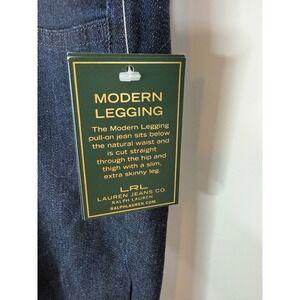 MODERN
LEGGING
The Modern Legging
pull-on jean sits below
the natural waist and
is cut straight
through the hip and
thigh with a slim,
extra skinny leg.
LRL
LAUREN JEANS CO
RALPH LAUREN
RALPHLAUREN.COM